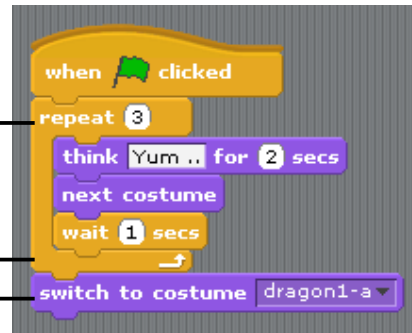 when clicked
repeat 3
think Yum .. for 2 secs
next costume
wait 1 secs
switch to costume dragon1-a